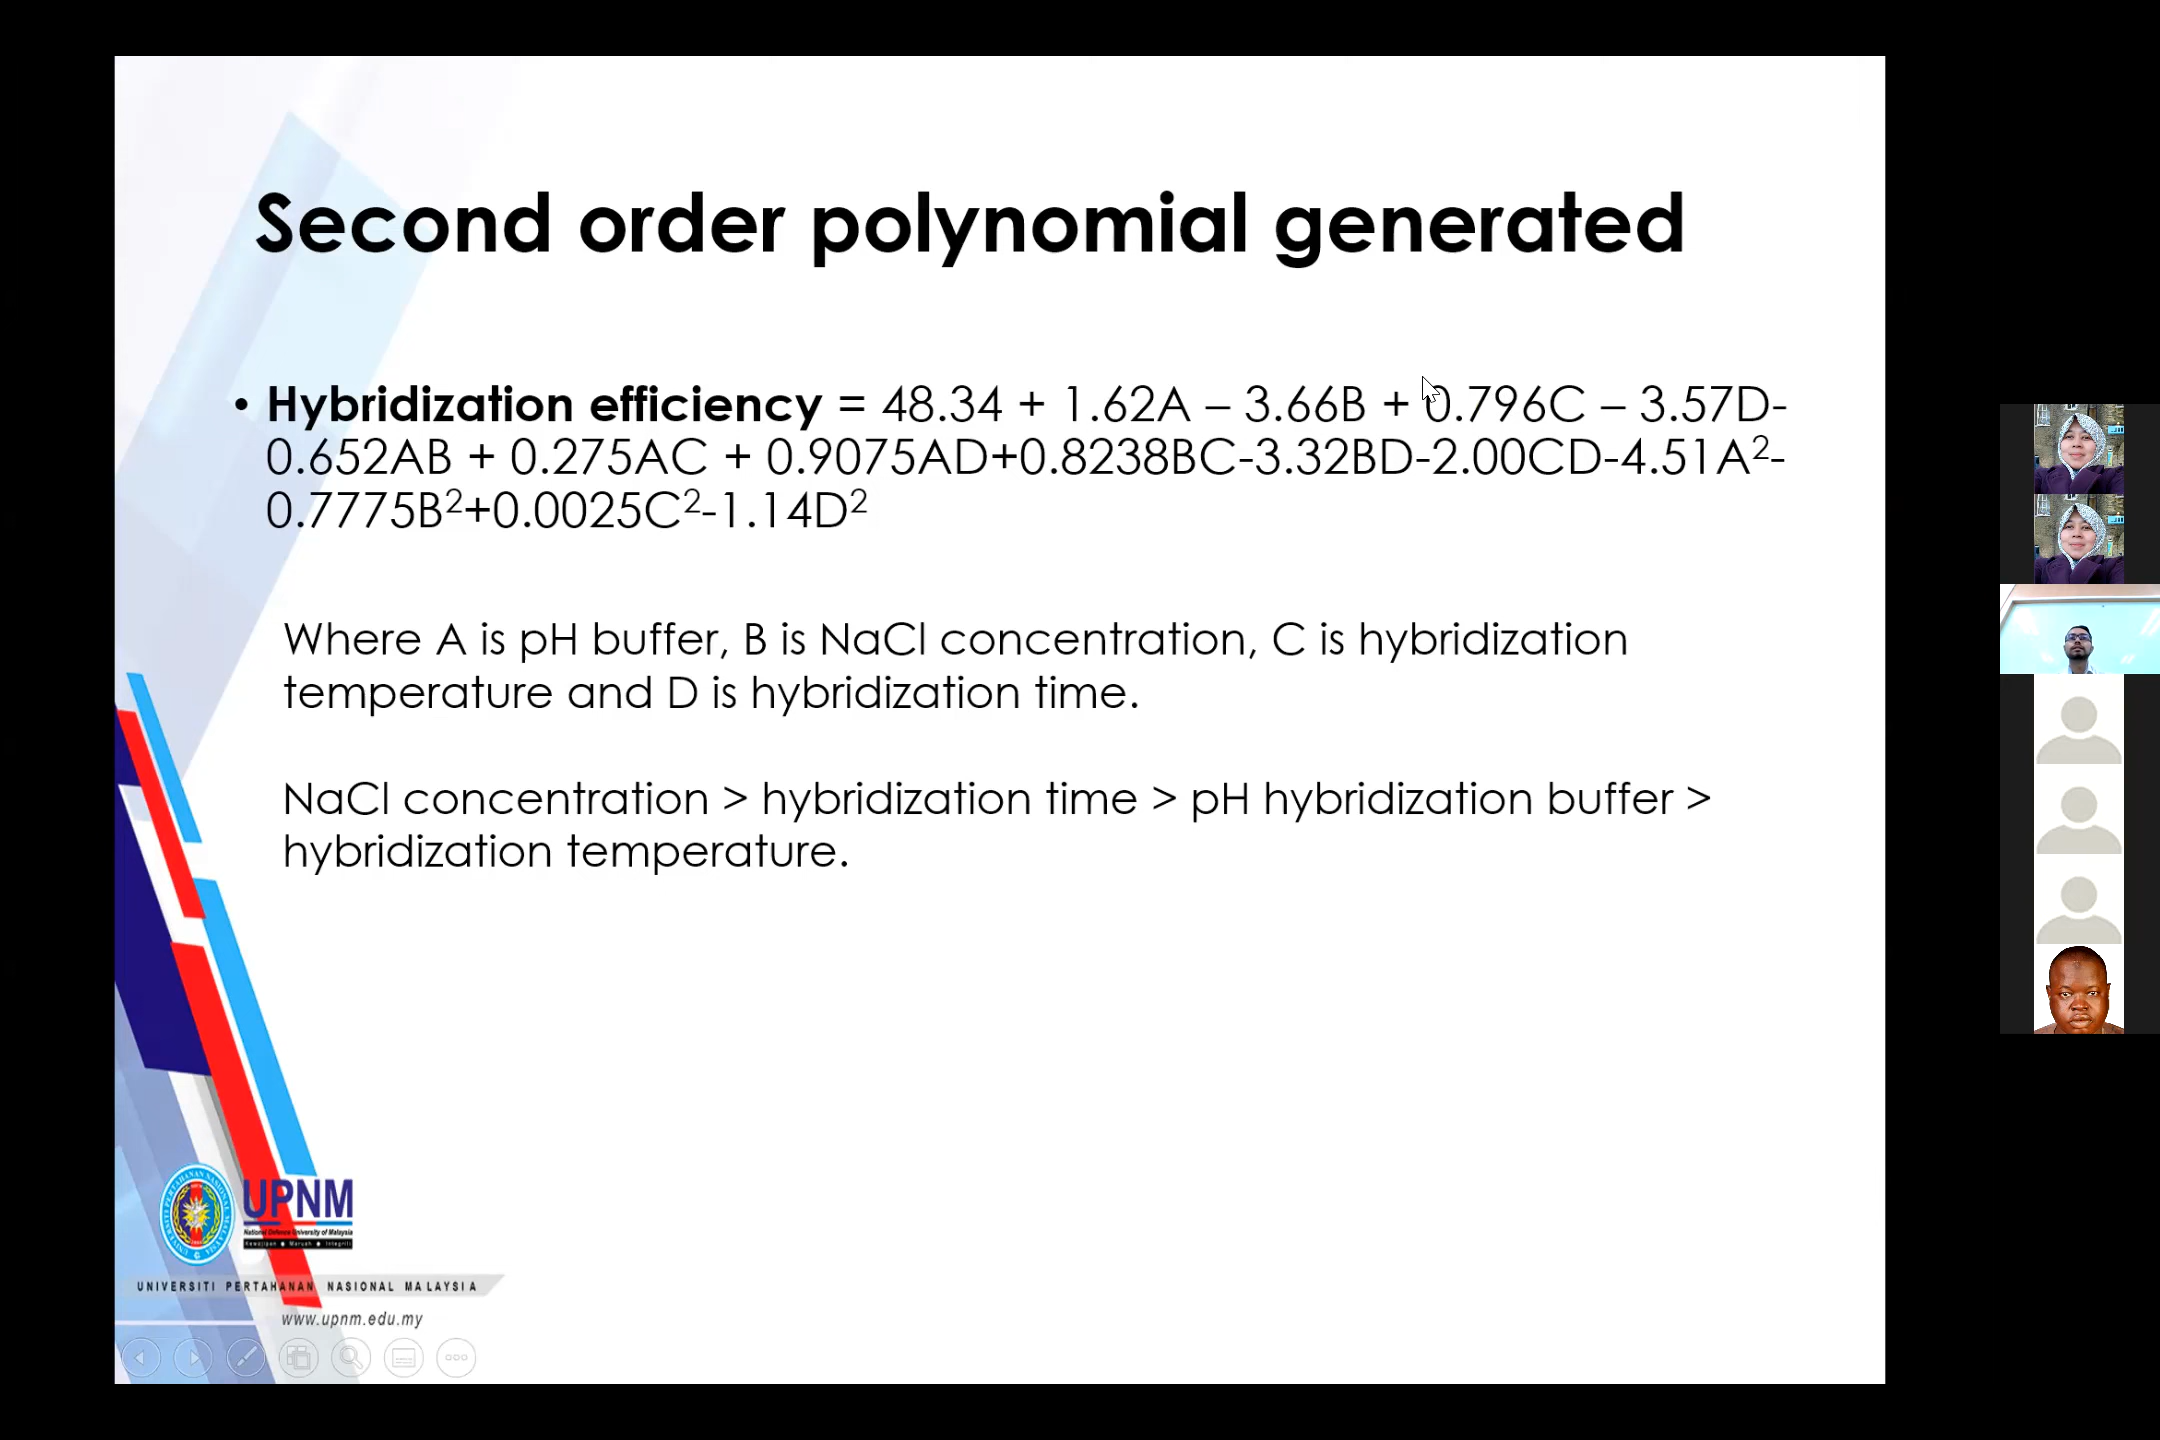 Second order polynomial generated
• Hybridization efficiency = 48.34 + 1.62A – 3.66B + 0.796C – 3.57D-
0.652AB + 0.275AC + 0.9075AD+0.8238BC-3.32BD-2.00CD-4.51A²-
0.7775B²+0.0025C²-1.14D²
Where A is pH buffer, B is NaCl concentration, C is hybridization
temperature and D is hybridization time.
NaCl concentration > hybridization time > pH hybridization buffer >
hybridization temperature.
UPNM
National Defence University of Malaysia
Kewajipan ● Maruah ● Integriti
UNIVERSITI PERTAHANAN NASIONAL MALAYSIA
www.upnm.edu.my